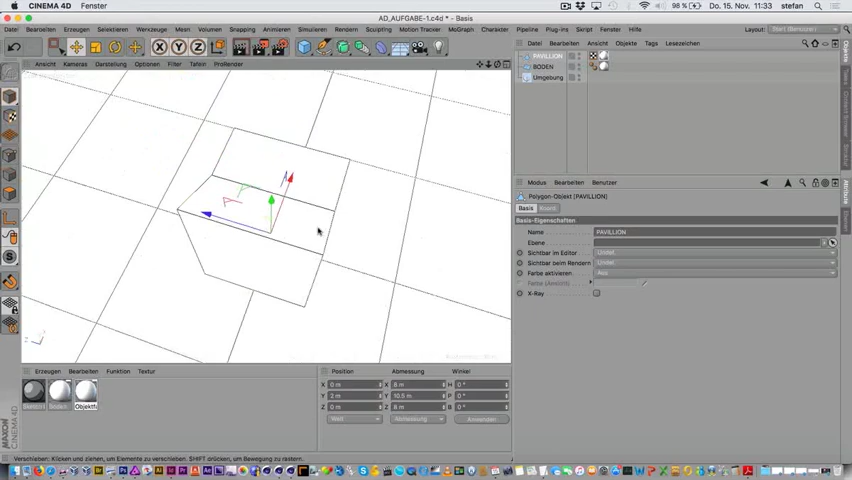 CINEMA 4D Fenster 98 % Do. 15. Nov. 11:33 stefan
AD_AUFGABE-1.c4d * - Basis
Datei Bearbeiten Erzeugen Selektieren Werkzeuge Mesh Volumen Snapping Animieren Simulieren Rendern Sculpting Motion Tracker MoGraph Charakter Pipeline Plug-ins Skript Fenster Hilfe Layout: Start (Benutzer)
Ansicht Kameras Darstellung Optionen Filter Tafeln ProRender
Datei Bearbeiten Ansicht Objekte Tags Lesezeichen
PAVILLION
BODEN
Umgebung
Modus Bearbeiten Benutzer
Polygon-Objekt [PAVILLION]
Basis Koord.
Basis-Eigenschaften
Name PAVILLION
Ebene
Sichtbar im Editor Undef.
Sichtbar beim Rendern Undef.
Farbe aktivieren Aus
Farbe (Ansicht)
X-Ray
Erzeugen Bearbeiten Funktion Textur
Boden
Objektfa
Position Abmessung Winkel
X 0 m X 8 m H 0 °
Y 2 m Y 10.5 m P 0 °
Z 0 m Z 8 m B 0 °
Welt Abmessung Anwenden
Verschieben: Klicken und ziehen, um Elemente zu verschieben. SHIFT drücken, um Bewegung zu rastern.
MAXON
CINEMA 4D